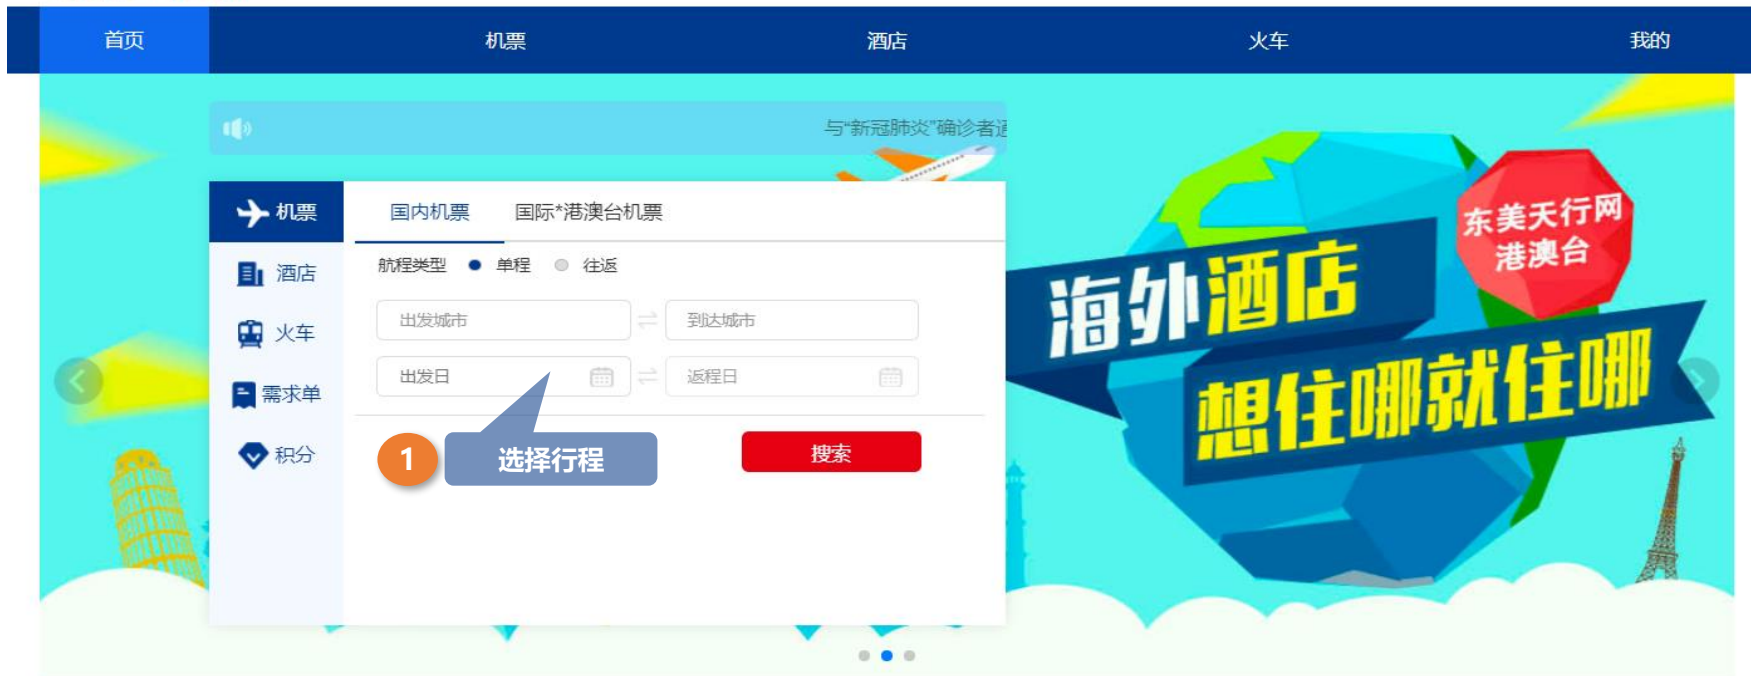 首页 机票 酒店 火车 我的
与“新冠肺炎”确诊者
机票
酒店
火车
需求单
积分
国内机票 国际*港澳台机票
航程类型 单程 往返
出发城市 到达城市
出发日 返程日
1 选择行程 搜索
东美天行网
港澳台
海外酒店
想住哪就住哪